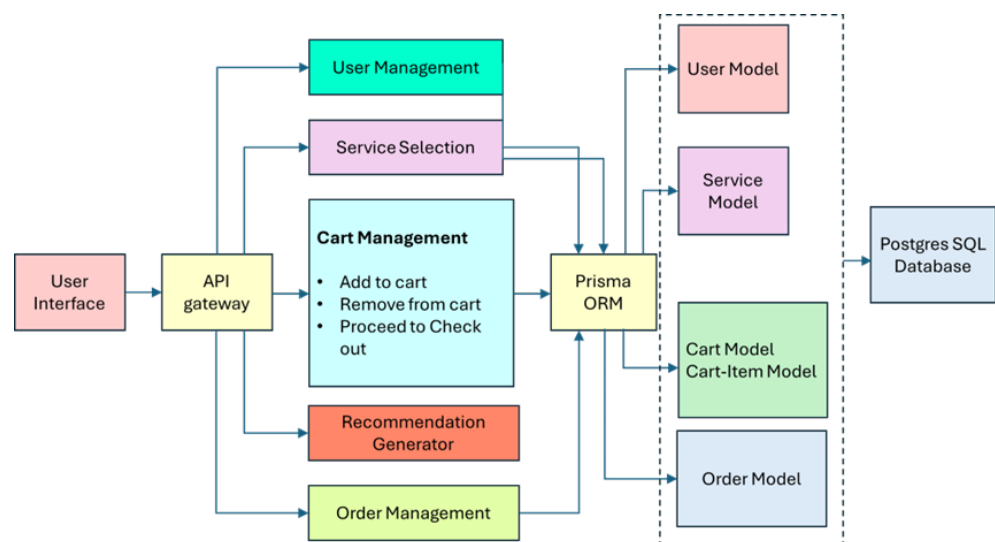 User Management
User Model
Service Selection
Service
Model
Cart Management
• Add to cart
• Remove from cart
• Proceed to Check
out
User
Interface
API
gateway
Prisma
ORM
Postgres SQL
Database
Cart Model
Cart-Item Model
Recommendation
Generator
Order Management
Order Model